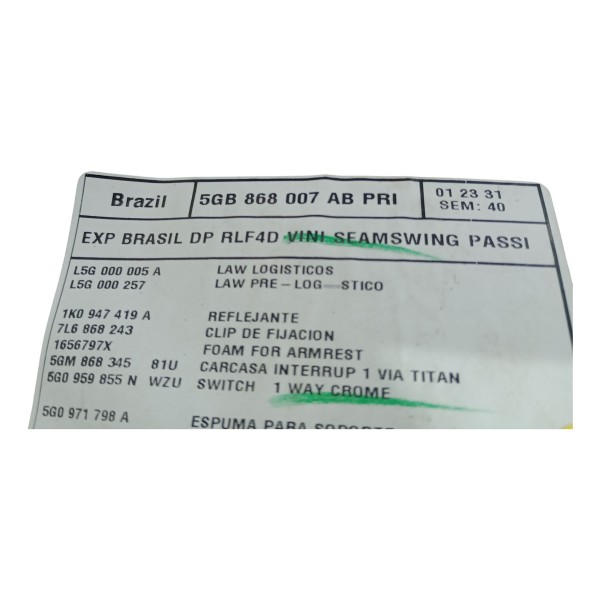 Brazil 5GB 868 007 AB PRI 01 23 31
SEM: 40
EXP BRASIL DP RLF4D VINI SEAMSWING PASSI
L5G 000 005 A LAW LOGISTICOS
L5G 000 257 LAW PRE-LOG-STICO
1K0 947 419 A REFLEJANTE
7L6 868 243 CLIP DE FIJACION
1656797X FOAM FOR ARMREST
5GM 868 345 81U CARCASA INTERRUP 1 VIA TITAN
5G0 959 855 N WZU SWITCH 1 WAY CROME
5G0 971 798 A ESPUMA PARA SOPORTE